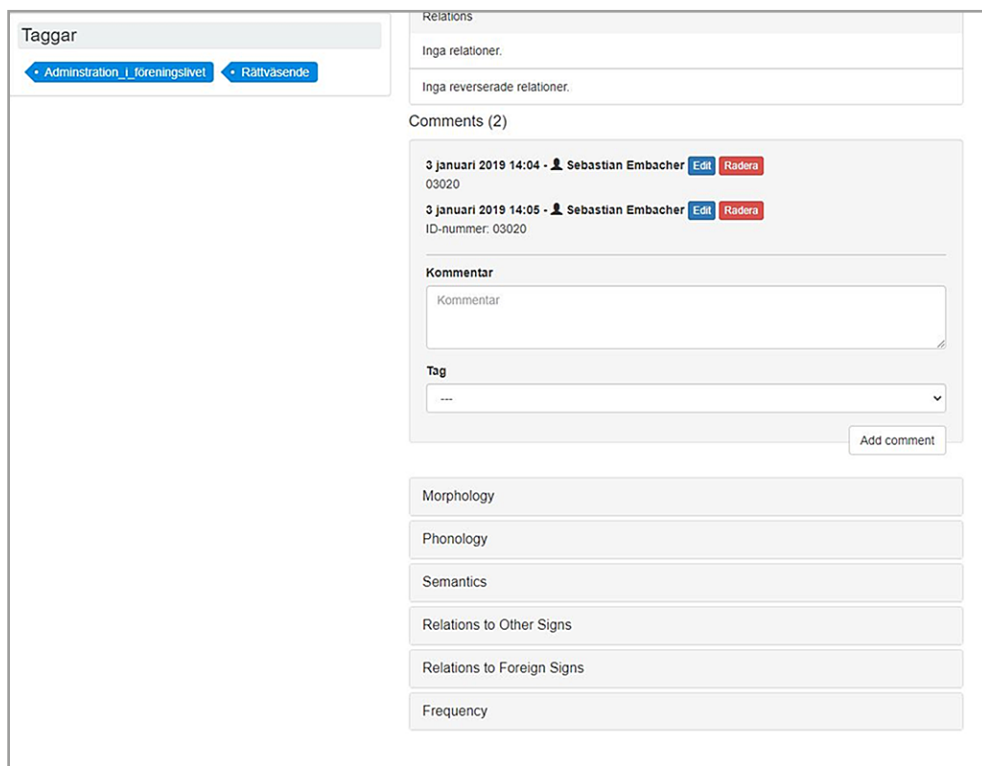 Taggar
Adminstration_i_föreningslivet Rättväsende
Relations
Inga relationer.
Inga reverserade relationer.
Comments (2)
3 januari 2019 14:04 - Sebastian Embacher Edit Radera
03020
3 januari 2019 14:05 - Sebastian Embacher Edit Radera
ID-nummer: 03020
Kommentar
Kommentar
Tag
---
Add comment
Morphology
Phonology
Semantics
Relations to Other Signs
Relations to Foreign Signs
Frequency